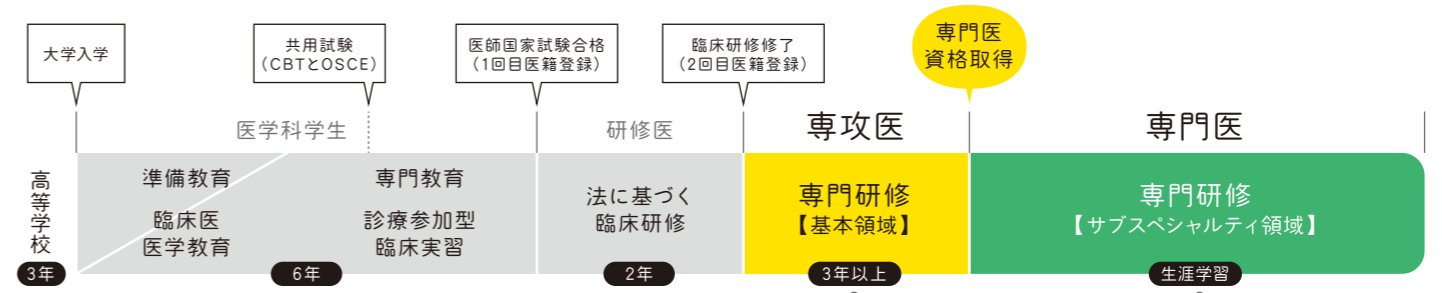 大学入学
共用試験
（CBTとOSCE）
医師国家試験合格
（1回目医籍登録）
臨床研修修了
（2回目医籍登録）
専門医
資格取得
医学科学生
研修医
専攻医
専門医
高等学校
3年
準備教育
臨床医
医学教育
専門教育
診療参加型
臨床実習
6年
法に基づく
臨床研修
2年
専門研修
【基本領域】
3年以上
専門研修
【サブスペシャルティ領域】
生涯学習